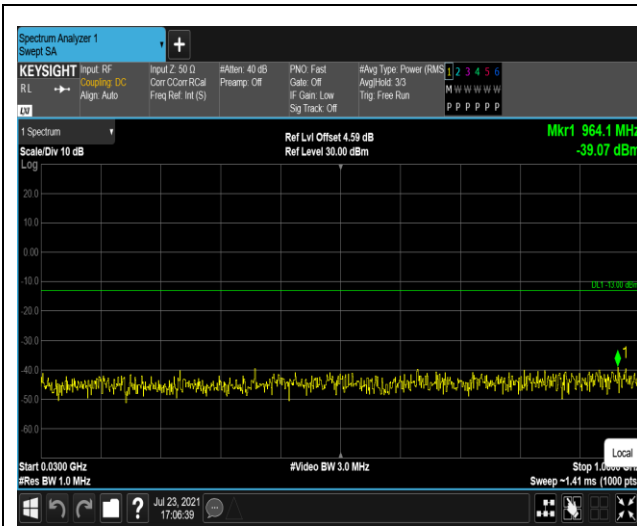 Spectrum Analyzer 1
Swept SA
+
KEYSIGHT
RL
LXI
Input: RF
Coupling: DC
Align: Auto
Input Z: 50 Ω
Corr CCorr RCal
Freq Ref: Int (S)
#Atten: 40 dB
Preamp: Off
PNO: Fast
Gate: Off
IF Gain: Low
Sig Track: Off
#Avg Type: Power (RMS
Avg|Hold: 3/3
Trig: Free Run
1 2 3 4 5 6
M W W W W W
P P P P P P
1 Spectrum
Scale/Div 10 dB
Log
Ref Lvl Offset 4.59 dB
Ref Level 30.00 dBm
Mkr1 964.1 MHz
-39.07 dBm
20.0
10.0
0.00
-10.0
DL1 -13.00 dBm
-20.0
-30.0
1
-40.0
-50.0
-60.0
Local
Start 0.0300 GHz
#Res BW 1.0 MHz
#Video BW 3.0 MHz
Stop
Sweep ~1.41 ms (1000 pts
?
Jul 23, 2021
17:06:39